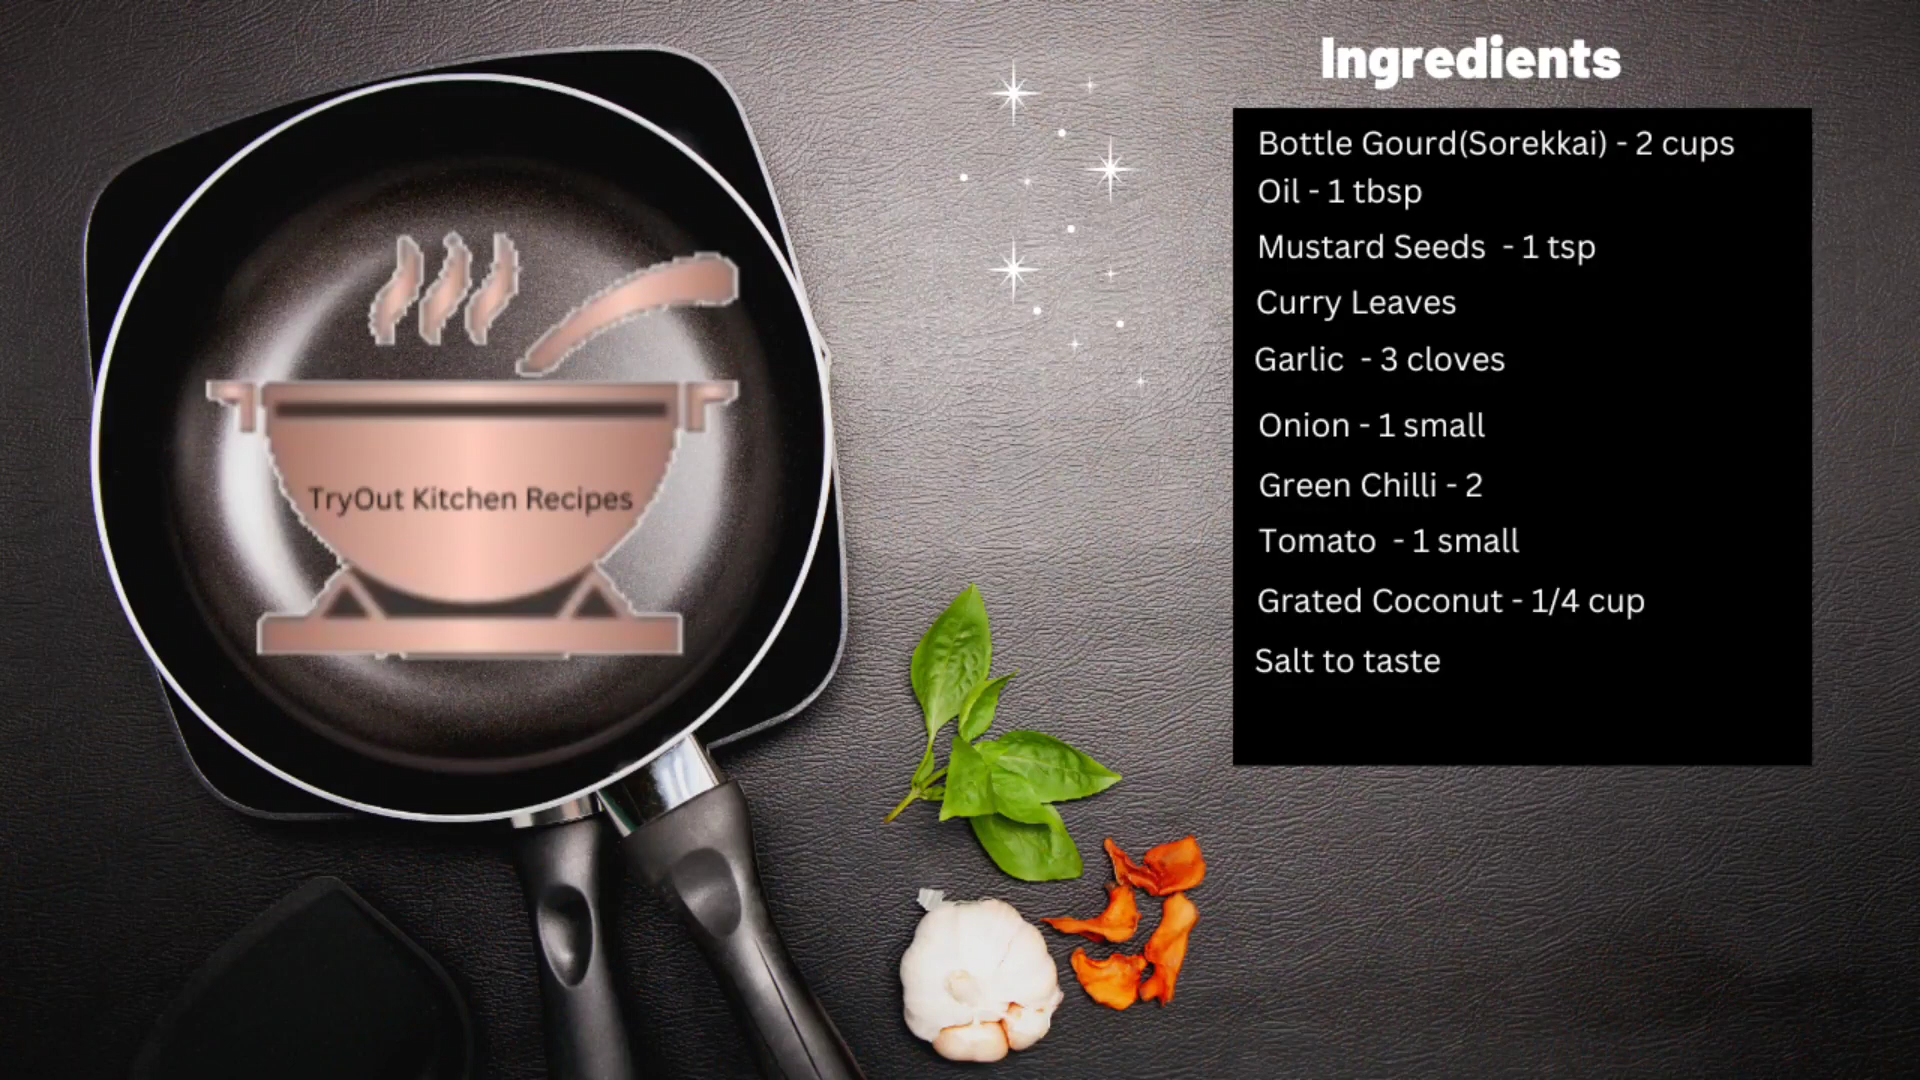 Ingredients
Bottle Gourd(Sorekkai) - 2 cups
Oil - 1 tbsp
Mustard Seeds - 1 tsp
Curry Leaves
Garlic - 3 cloves
Onion - 1 small
Green Chilli - 2
Tomato - 1 small
Grated Coconut - 1/4 cup
Salt to taste
TryOut Kitchen Recipes